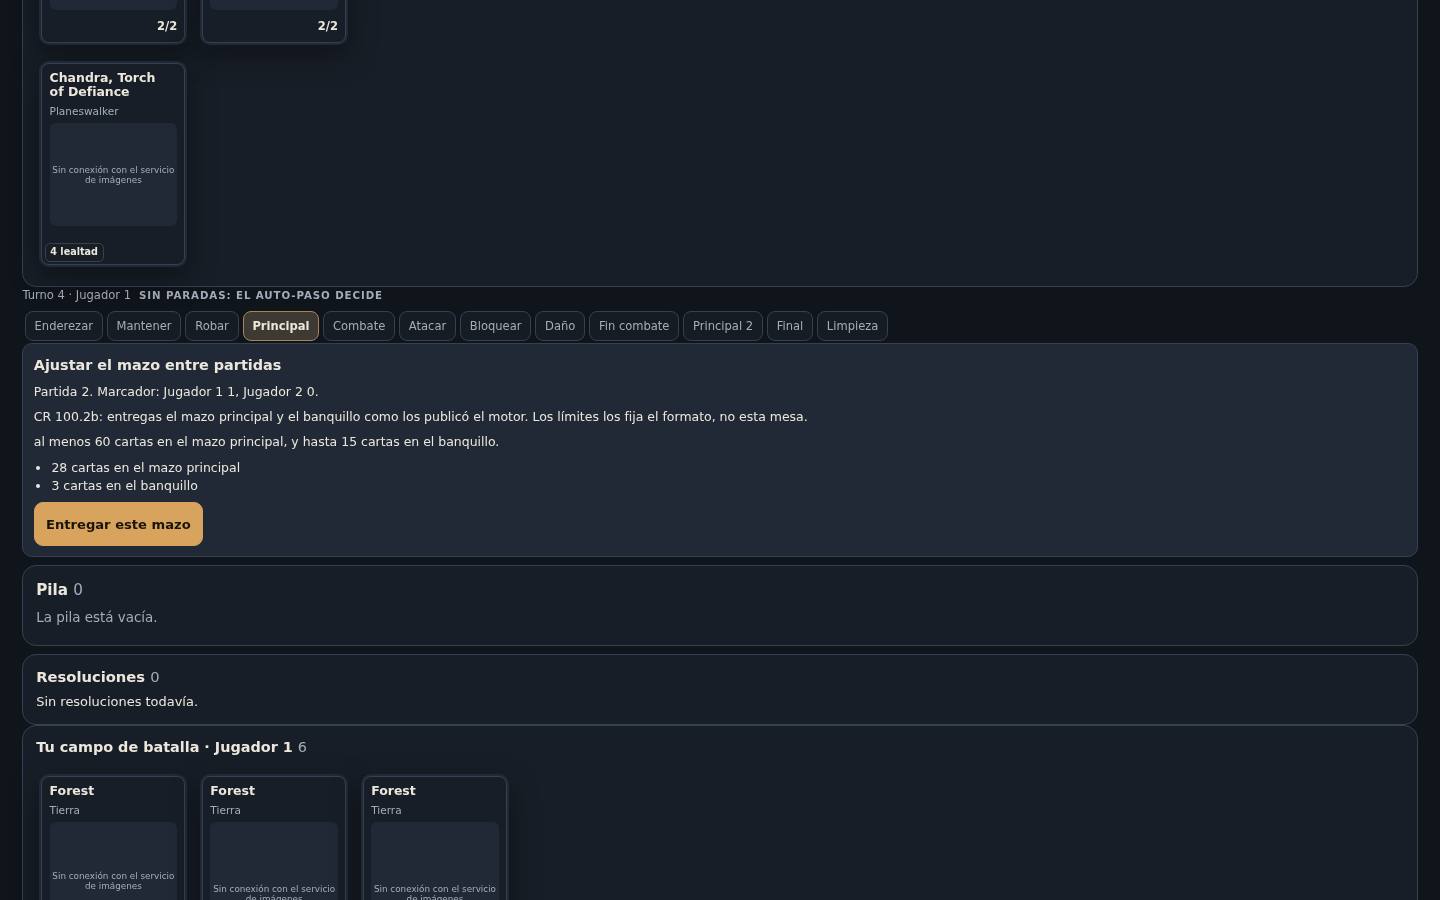 2/2
2/2
Chandra, Torch
of Defiance
Planeswalker
Sin conexión con el servicio
de imágenes
4 lealtad
Turno 4 · Jugador 1 SIN PARADAS: EL AUTO-PASO DECIDE
Enderezar Mantener Robar Principal Combate Atacar Bloquear Daño Fin combate Principal 2 Final Limpieza
Ajustar el mazo entre partidas
Partida 2. Marcador: Jugador 1 1, Jugador 2 0.
CR 100.2b: entregas el mazo principal y el banquillo como los publicó el motor. Los límites los fija el formato, no esta mesa.
al menos 60 cartas en el mazo principal, y hasta 15 cartas en el banquillo.
• 28 cartas en el mazo principal
• 3 cartas en el banquillo
Entregar este mazo
Pila 0
La pila está vacía.
Resoluciones 0
Sin resoluciones todavía.
Tu campo de batalla · Jugador 1 6
Forest Forest Forest
Tierra Tierra Tierra
Sin conexión con el servicio
de imágenes
Sin conexión con el servicio
de imágenes
Sin conexión con el servicio
de imágenes